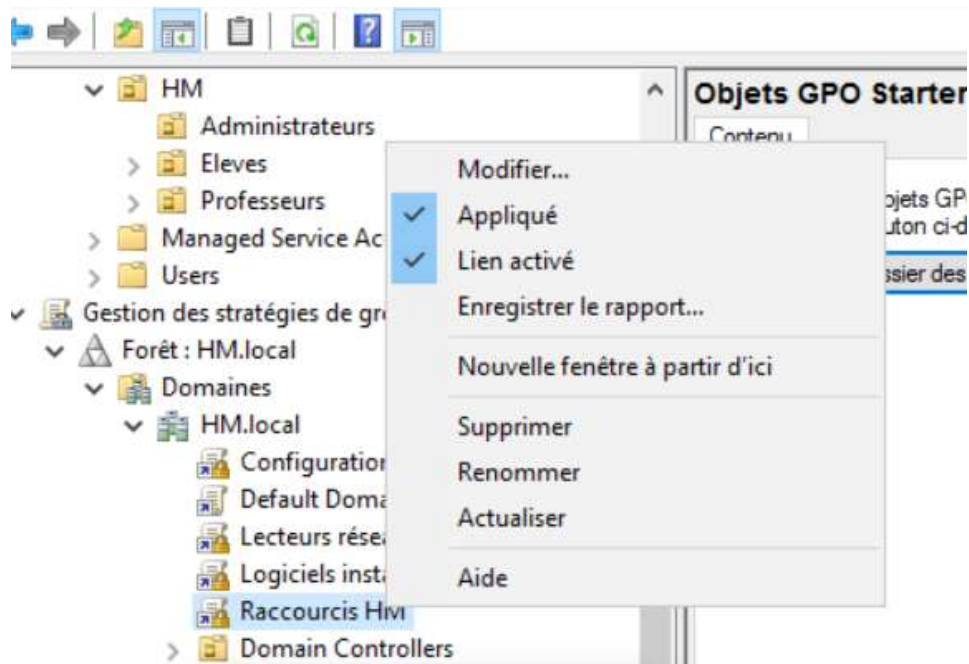 HM
Administrateurs
Eleves
Professeurs
Managed Service Ac
Users
Gestion des stratégies de gr
Forêt : HM.local
Domaines
HM.local
Configuration
Default Doma
Lecteurs rése
Logiciels insta
Raccourcis HM
Domain Controllers
Modifier...
Appliqué
Lien activé
Enregistrer le rapport...
Nouvelle fenêtre à partir d'ici
Supprimer
Renommer
Actualiser
Aide
Objets GPO Starter
Contenu
bjets GP
uton ci-d
ssier des